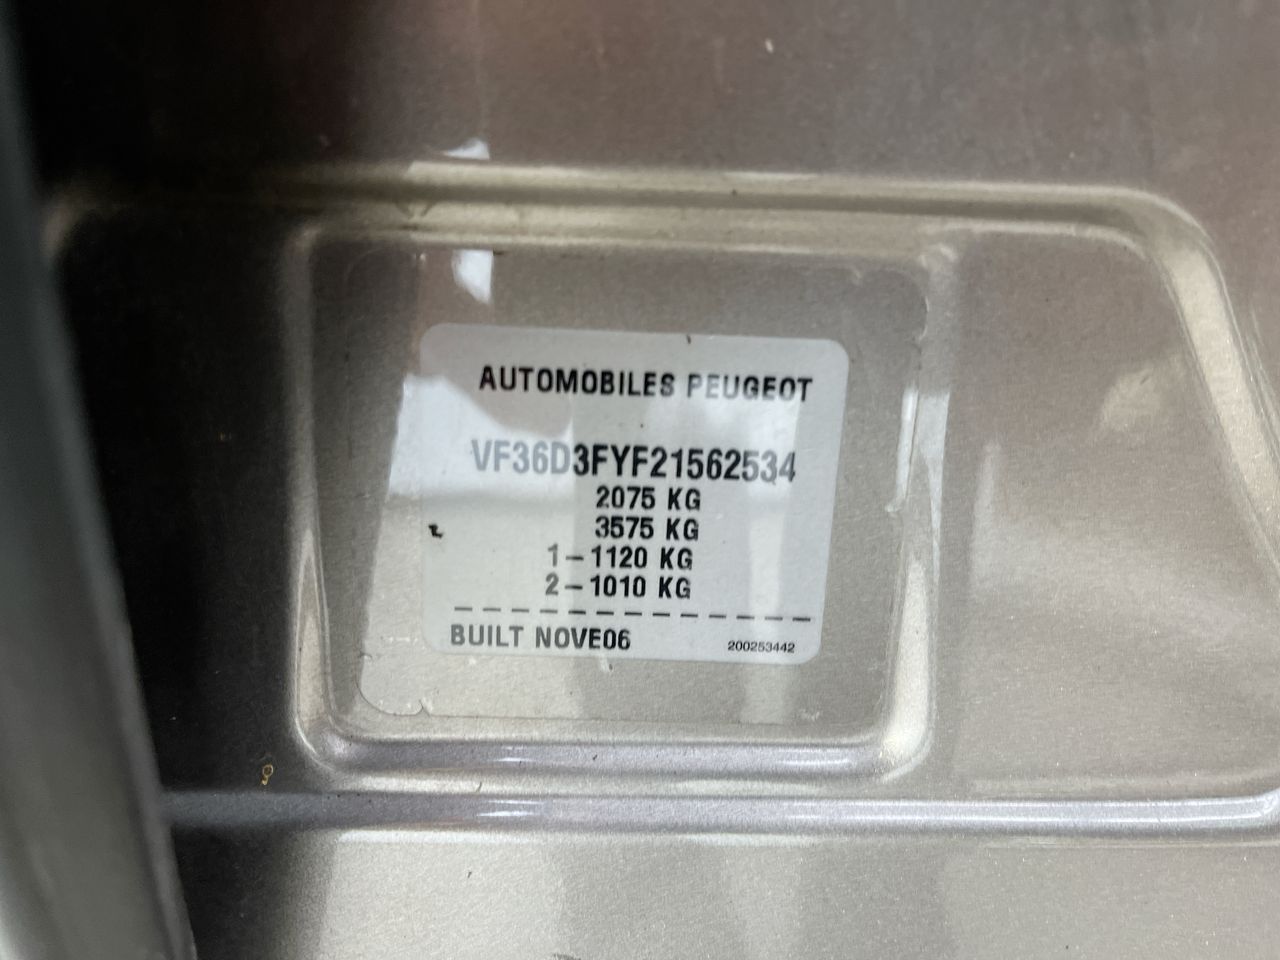 AUTOMOBILES PEUGEOT
VF36D3FYF21562534
2075 KG
3575 KG
1-1120 KG
2-1010 KG
BUILT NOVE06
200253442